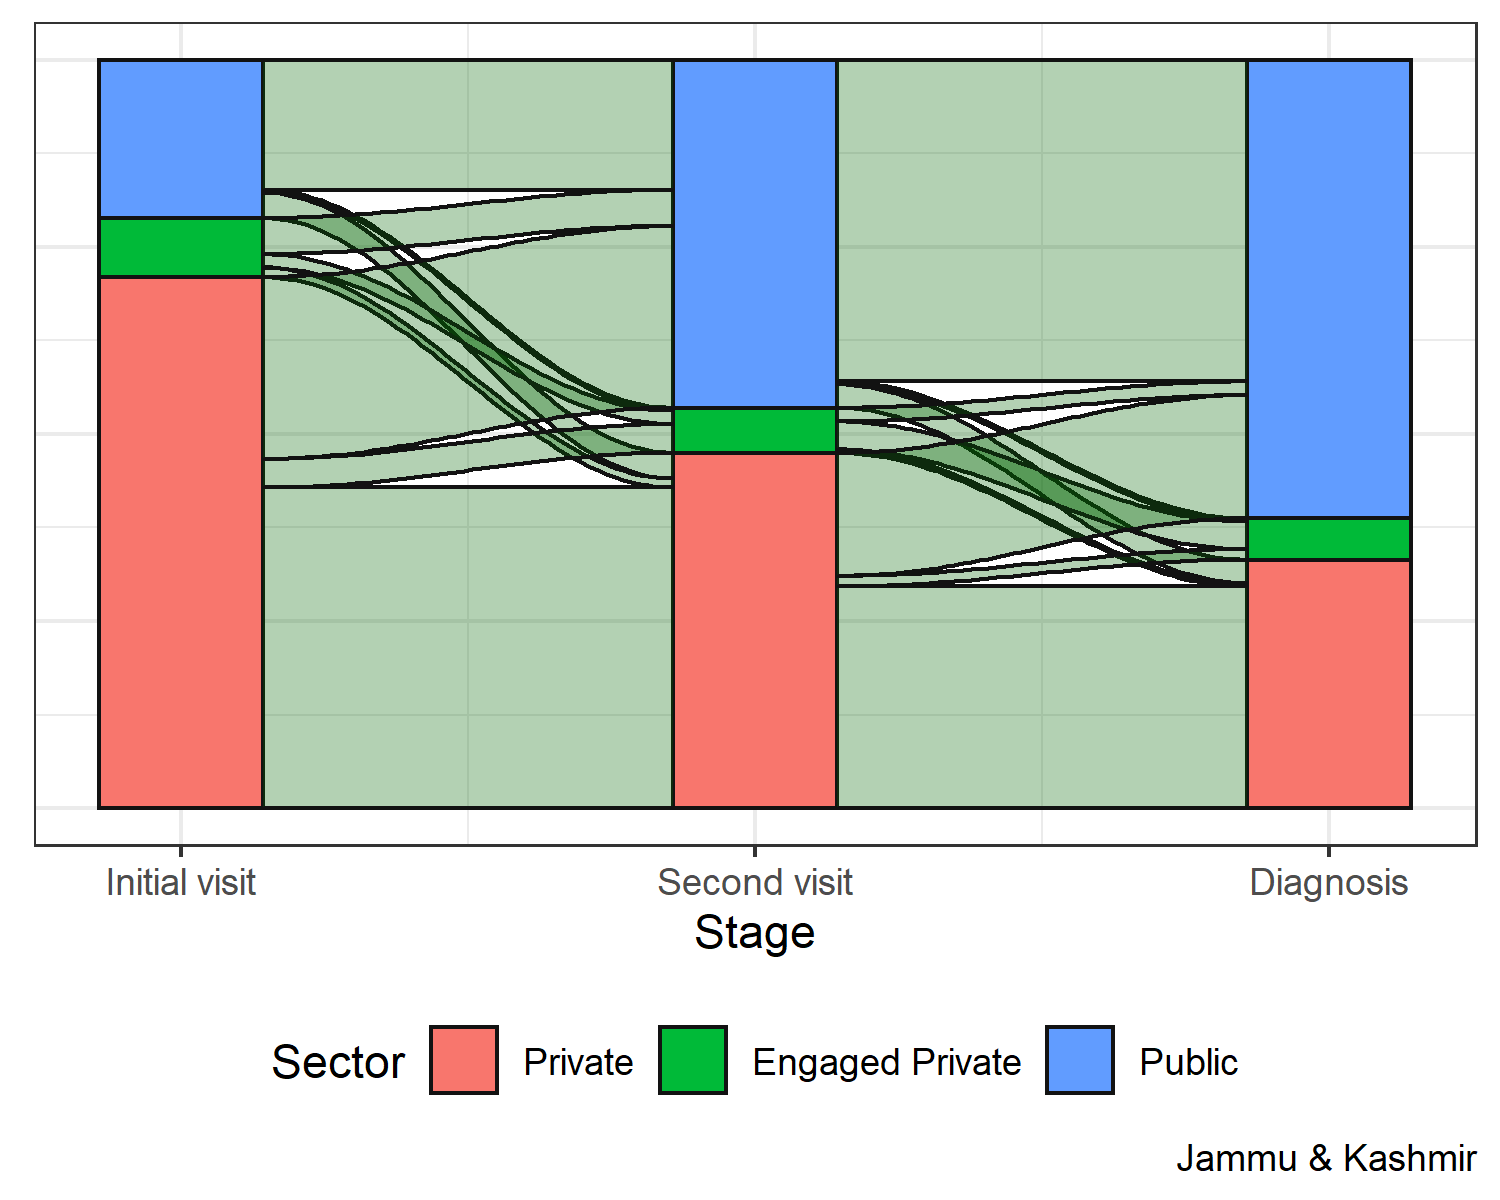 Initial visit Second visit Diagnosis
Stage
Sector Private Engaged Private Public
Jammu & Kashmir